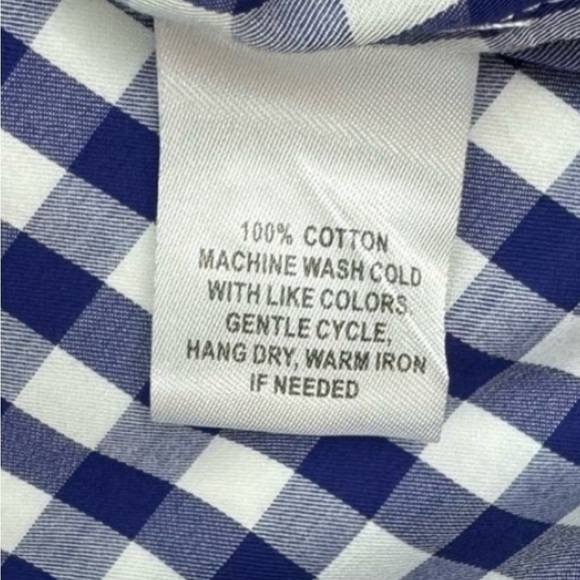 100% COTTON
MACHINE WASH COLD
WITH LIKE COLORS,
GENTLE CYCLE,
HANG DRY, WARM IRON
IF NEEDED